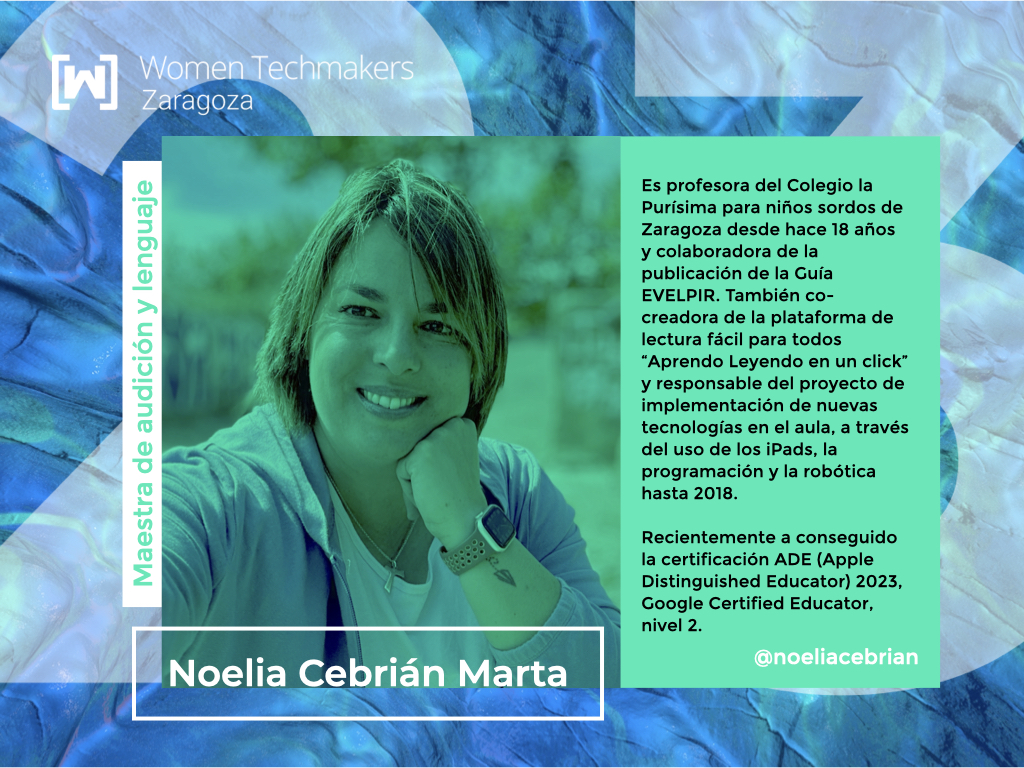 Women Techmakers
Zaragoza
Maestra de audición y lenguaje
Es profesora del Colegio la
Purísima para niños sordos de
Zaragoza desde hace 18 años
y colaboradora de la
publicación de la Guía
EVELPIR. También co-
creadora de la plataforma de
lectura fácil para todos
“Aprendo Leyendo en un click”
y responsable del proyecto de
implementación de nuevas
tecnologías en el aula, a través
del uso de los iPads, la
programación y la robótica
hasta 2018.
Recientemente a conseguido
la certificación ADE (Apple
Distinguished Educator) 2023,
Google Certified Educator,
nivel 2.
@noeliacebrian
Noelia Cebrián Marta